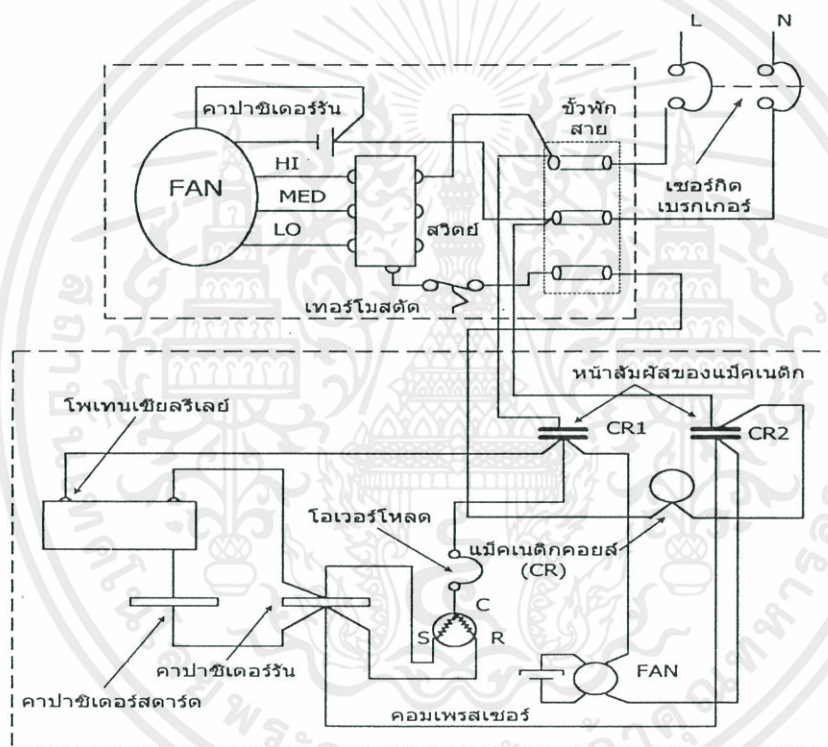 L N
คาปาซิเดอร์รัน
ขั้วพัก
สาย
HI
FAN
MED
LO
สวิตย์
เซอร์กิต
เบรกเกอร์
เทอร์โมสตัด
หน้าสัมผัสของแม็คเนติก
โพเทนเชียลรีเลย์
CR1
CR2
โอเวอร์โหลด
แม็คเนติกคอยล์
(CR)
C
S R
FAN
คาปาซิเดอร์รัน
คาปาซิเดอร์สตาร์ด
คอมเพรสเซอร์